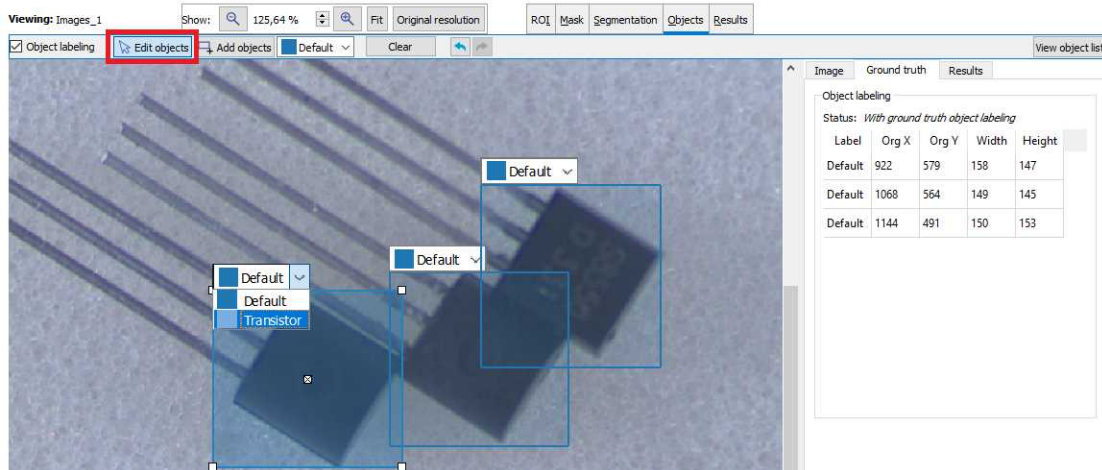 Viewing: Images_1 Show: 125,64 % Fit Original resolution ROI Mask Segmentation Objects Results
Object labeling Edit objects Add objects Default Clear View object list
Image Ground truth Results
Object labeling
Status: With ground truth object labeling
Label Org X Org Y Width Height
Default 922 579 158 147
Default 1068 564 149 145
Default 1144 491 150 153
Default
Default
Default
Default
Transistor